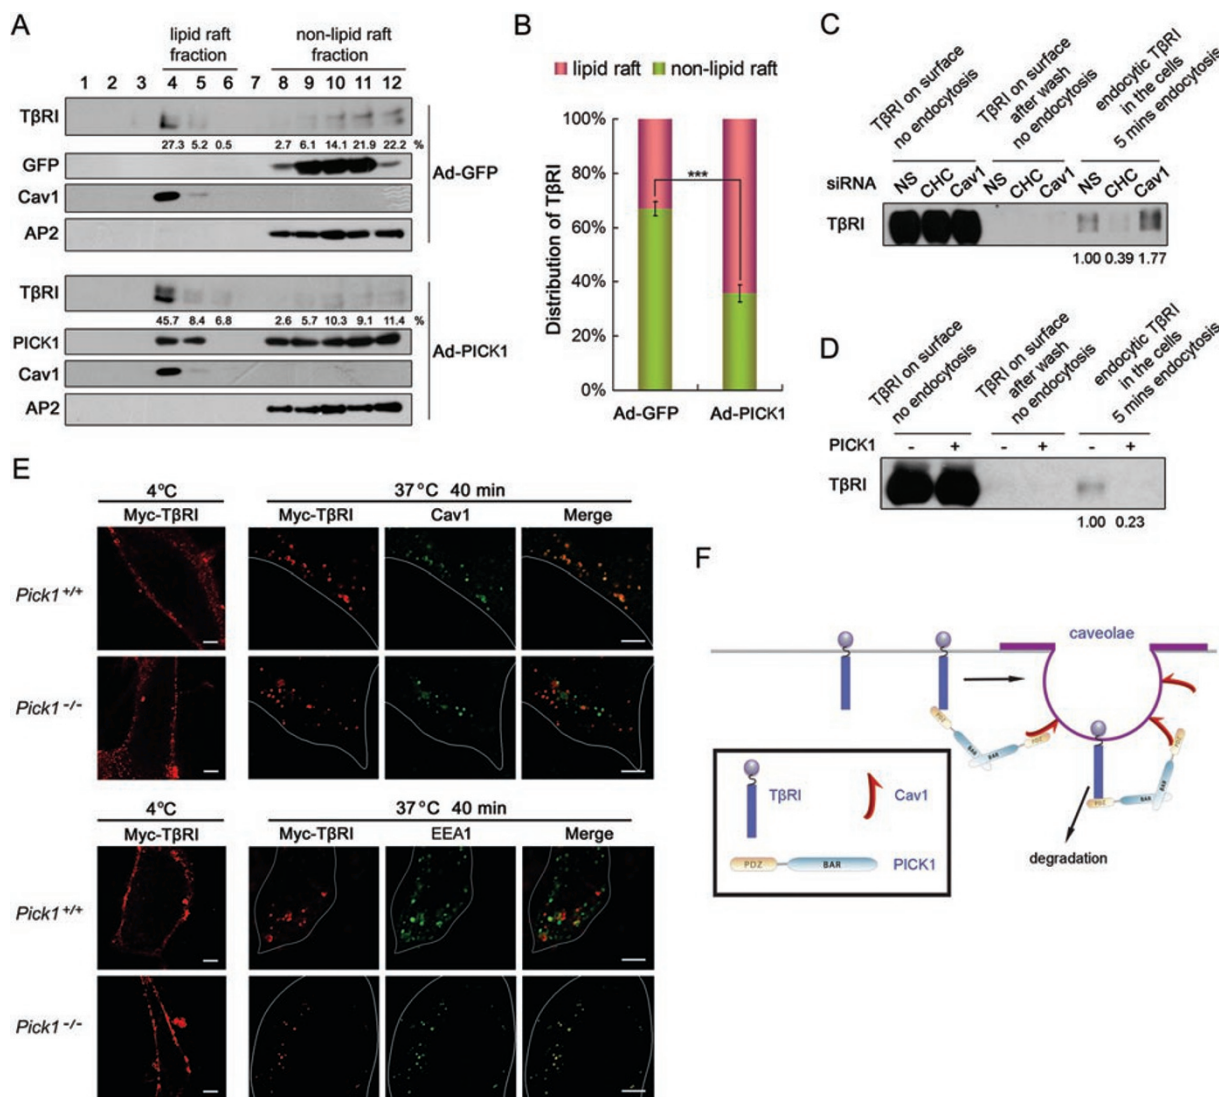 A
lipid raft fraction
non-lipid raft fraction
1 2 3 4 5 6 7 8 9 10 11 12
TβRI
27.3 5.2 0.5 2.7 6.1 14.1 21.9 22.2 %
GFP
Ad-GFP
Cav1
AP2
TβRI
45.7 8.4 6.8 2.6 5.7 10.3 9.1 11.4 %
PICK1
Ad-PICK1
Cav1
AP2
B
lipid raft non-lipid raft
Distribution of TβRI
100%
80%
60%
40%
20%
0%
***
Ad-GFP Ad-PICK1
C
TβRI on surface
no endocytosis
TβRI on surface
after wash
no endocytosis
endocytic TβRI
in the cells
5 mins endocytosis
siRNA NS CHC Cav1 NS CHC Cav1 NS CHC Cav1
TβRI
1.00 0.39 1.77
D
TβRI on surface
no endocytosis
TβRI on surface
after wash
no endocytosis
endocytic TβRI
in the cells
5 mins endocytosis
PICK1 - + - + - +
TβRI
1.00 0.23
E
4°C 37°C 40 min
Myc-TβRI Myc-TβRI Cav1 Merge
Pick1 +/+
Pick1 -/-
4°C 37°C 40 min
Myc-TβRI Myc-TβRI EEA1 Merge
Pick1 +/+
Pick1 -/-
F
caveolae
PDZ BAR BAR PDZ
PDZ BAR BAR PDZ
degradation
TβRI Cav1
PDZ BAR PICK1